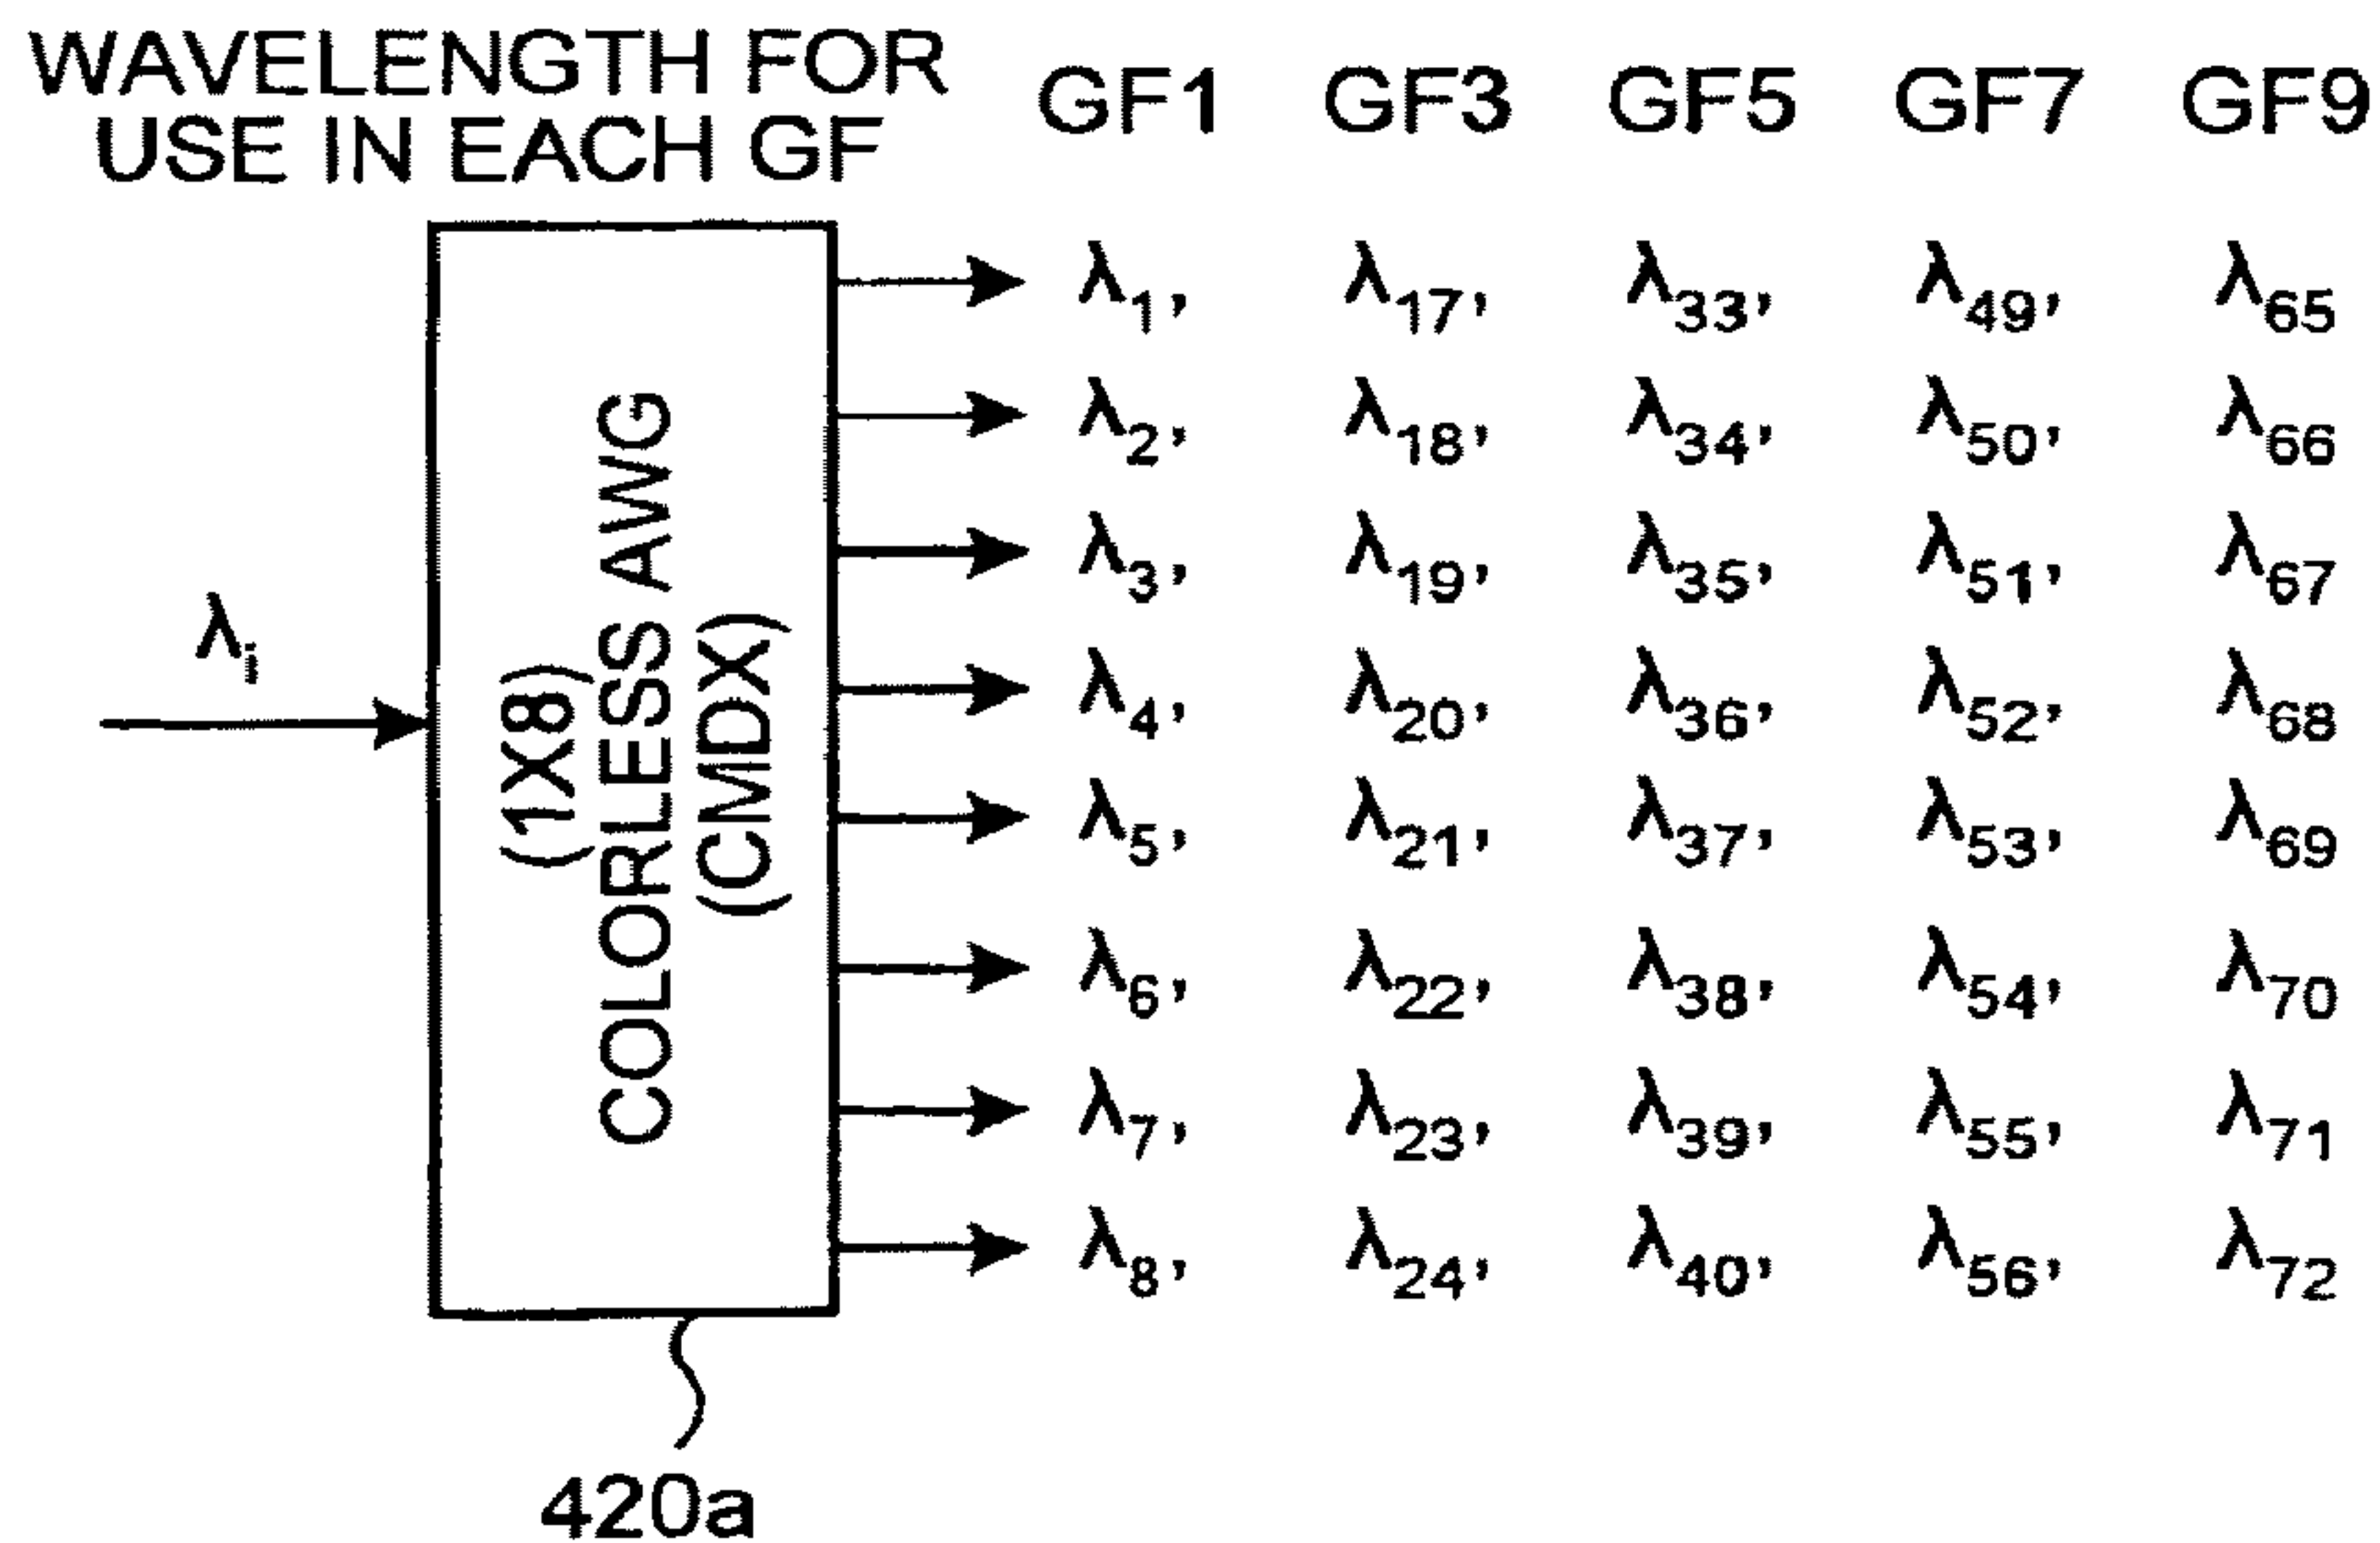 WAVELENGTH FOR
USE IN EACH GF
GF1 GF3 GF5 GF7 GF9
λi
(1X8)
COLORLESS AWG
(CMDX)
λ1, λ17, λ33, λ49, λ65
λ2, λ18, λ34, λ50, λ66
λ3, λ19, λ35, λ51, λ67
λ4, λ20, λ36, λ52, λ68
λ5, λ21, λ37, λ53, λ69
λ6, λ22, λ38, λ54, λ70
λ7, λ23, λ39, λ55, λ71
λ8, λ24, λ40, λ56, λ72
420a